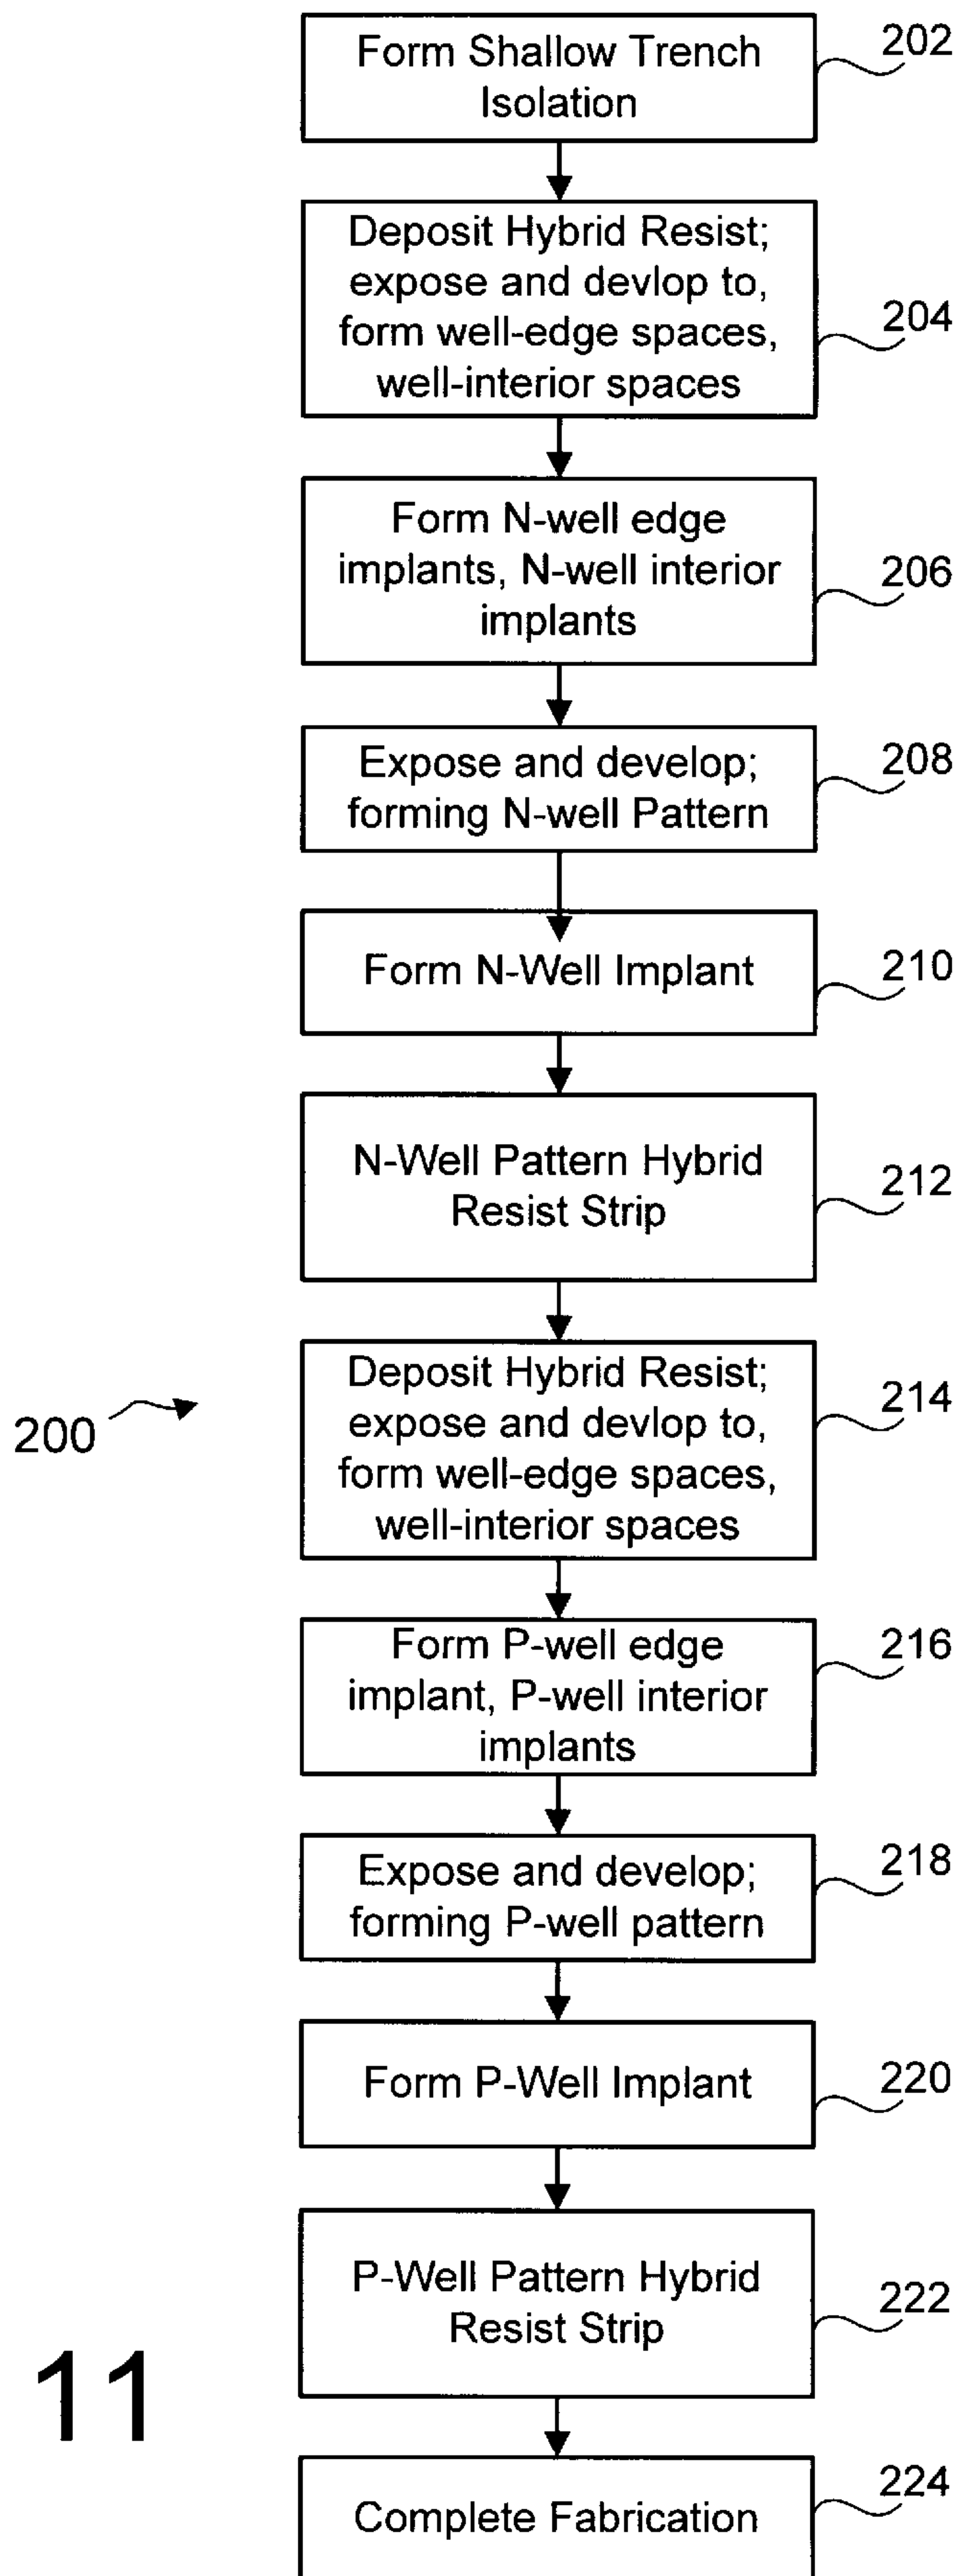 Form Shallow Trench
Isolation
202
Deposit Hybrid Resist;
expose and devlop to,
form well-edge spaces,
well-interior spaces
204
Form N-well edge
implants, N-well interior
implants
206
Expose and develop;
forming N-well Pattern
208
Form N-Well Implant
210
N-Well Pattern Hybrid
Resist Strip
212
200
Deposit Hybrid Resist;
expose and devlop to,
form well-edge spaces,
well-interior spaces
214
Form P-well edge
implant, P-well interior
implants
216
Expose and develop;
forming P-well pattern
218
Form P-Well Implant
220
P-Well Pattern Hybrid
Resist Strip
222
11
Complete Fabrication
224